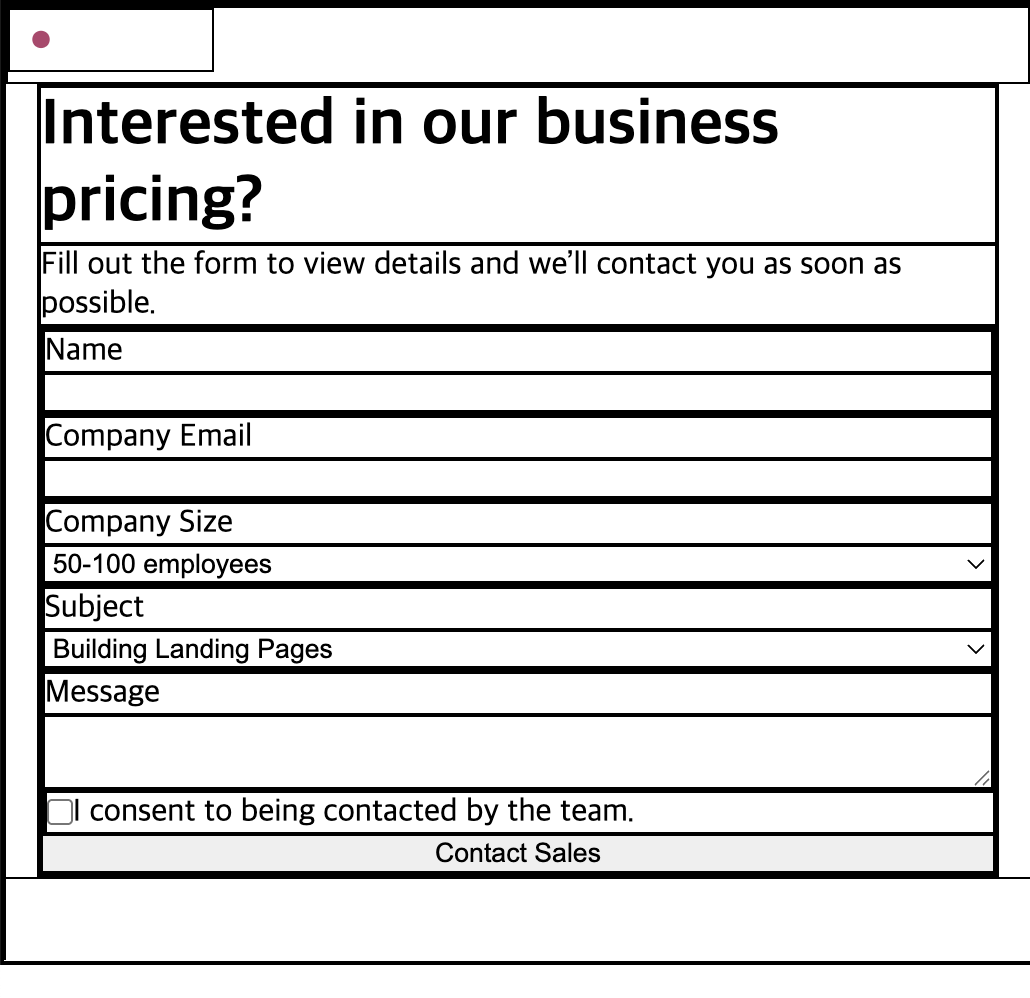 Interested in our business
pricing?
Fill out the form to view details and we’ll contact you as soon as
possible.
Name
Company Email
Company Size
50-100 employees
Subject
Building Landing Pages
Message
I consent to being contacted by the team.
Contact Sales